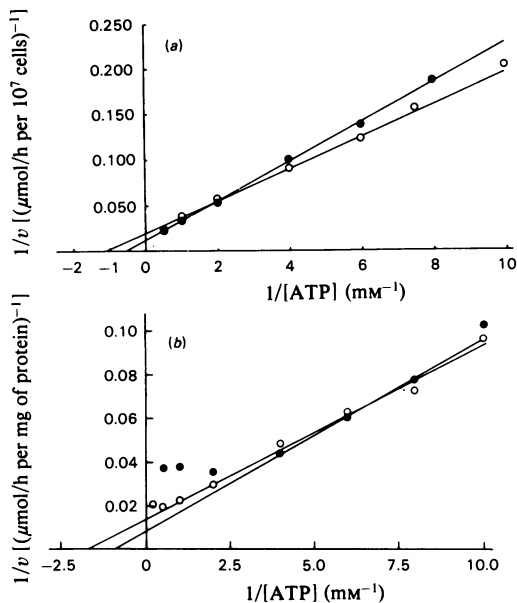 0.250
(a)
0.200
0.150
0.100
0.050
1/v [(μmol/h per 10⁷ cells)⁻¹]
−2 −1 0 2 4 6 8 10
1/[ATP] (mM⁻¹)
0.10
(b)
0.08
0.06
0.04
0.02
1/v [(μmol/h per mg of protein)⁻¹]
−2.5 0 2.5 5.0 7.5 10.0
1/[ATP] (mM⁻¹)